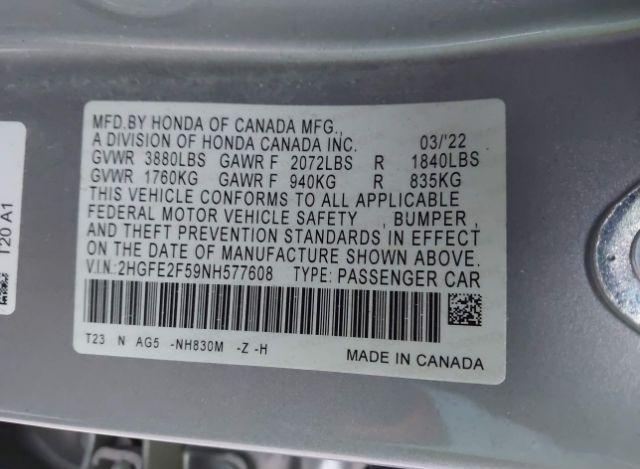 MFD.BY HONDA OF CANADA MFG.,
A DIVISION OF HONDA CANADA INC. 03/'22
GVWR 3880LBS GAWR F 2072LBS R 1840LBS
GVWR 1760KG GAWR F 940KG R 835KG
THIS VEHICLE CONFORMS TO ALL APPLICABLE
FEDERAL MOTOR VEHICLE SAFETY , BUMPER ,
AND THEFT PREVENTION STANDARDS IN EFFECT
ON THE DATE OF MANUFACTURE SHOWN ABOVE.
V.I.N.:2HGFE2F59NH577608 TYPE: PASSENGER CAR
T23 N AG5 -NH830M -Z -H
MADE IN CANADA
T20 A1